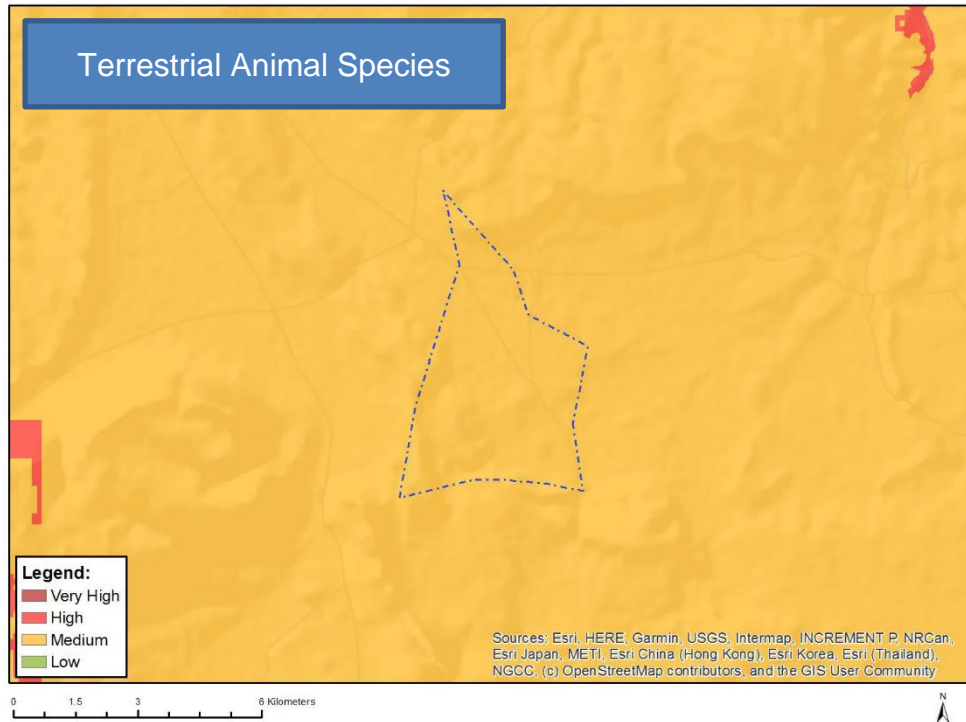 Terrestrial Animal Species
Legend:
Very High
High
Medium
Low
Sources: Esri, HERE, Garmin, USGS, Intermap, INCREMENT P, NRCan,
Esri Japan, METI, Esri China (Hong Kong), Esri Korea, Esri (Thailand),
NGCC, (c) OpenStreetMap contributors, and the GIS User Community
0 1.5 3 6 Kilometers
N